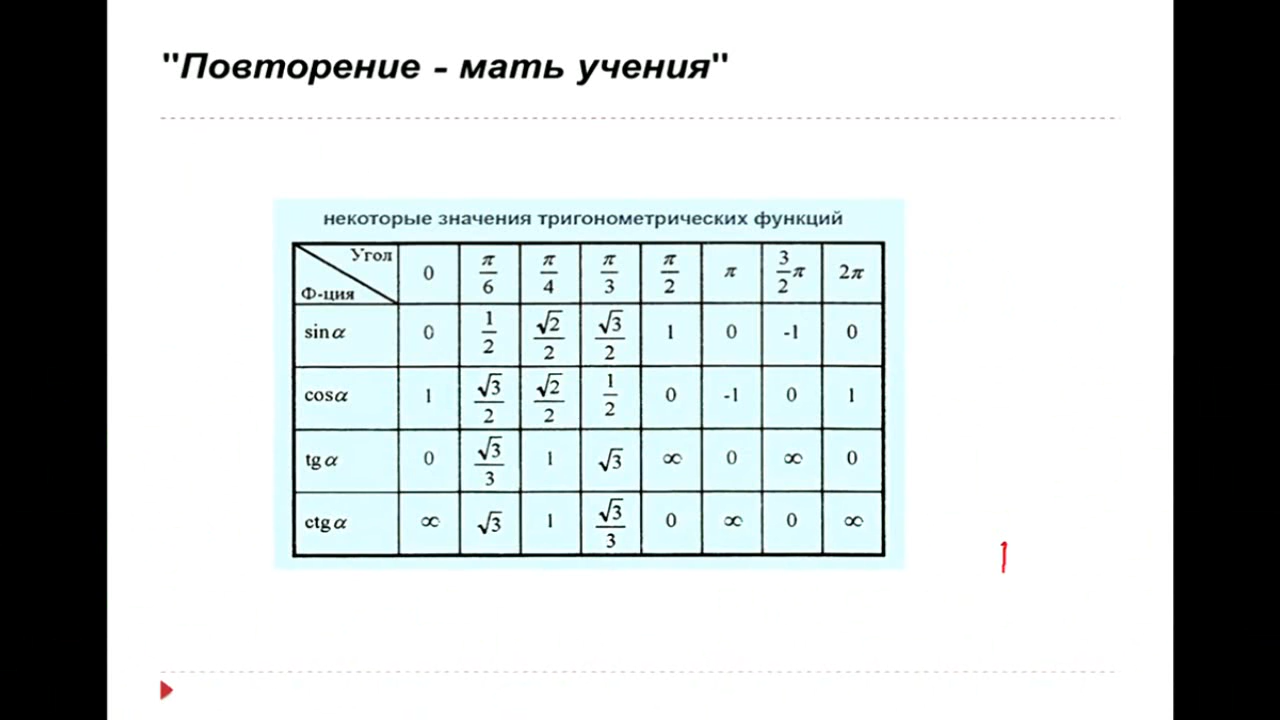 "Повторение - мать учения"
некоторые значения тригонометрических функций
Угол
Ф-ция
0 π/6 π/4 π/3 π/2 π 3/2 π 2π
sin α 0 1/2 √2/2 √3/2 1 0 -1 0
cos α 1 √3/2 √2/2 1/2 0 -1 0 1
tg α 0 √3/3 1 √3 ∞ 0 ∞ 0
ctg α ∞ √3 1 √3/3 0 ∞ 0 ∞
1